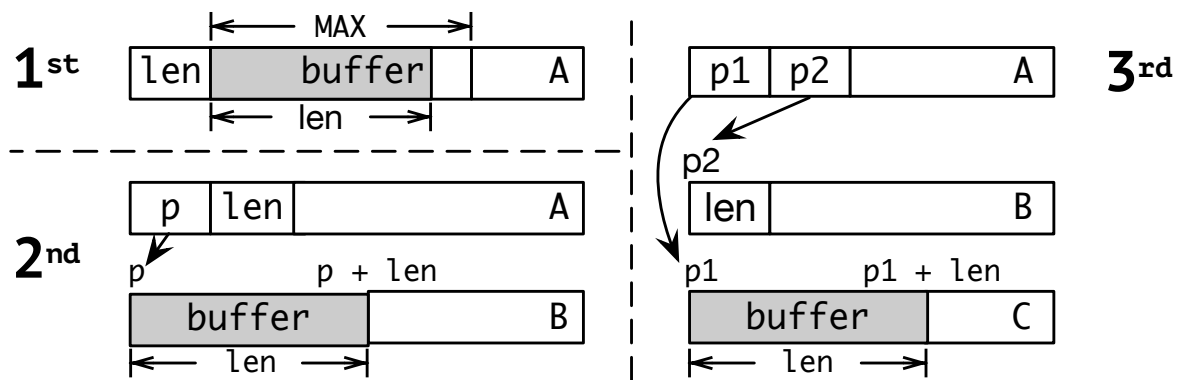 1st
MAX
len buffer A
len
2nd
p len A
p p + len
buffer B
len
3rd
p1 p2 A
p2
len B
p1 p1 + len
buffer C
len